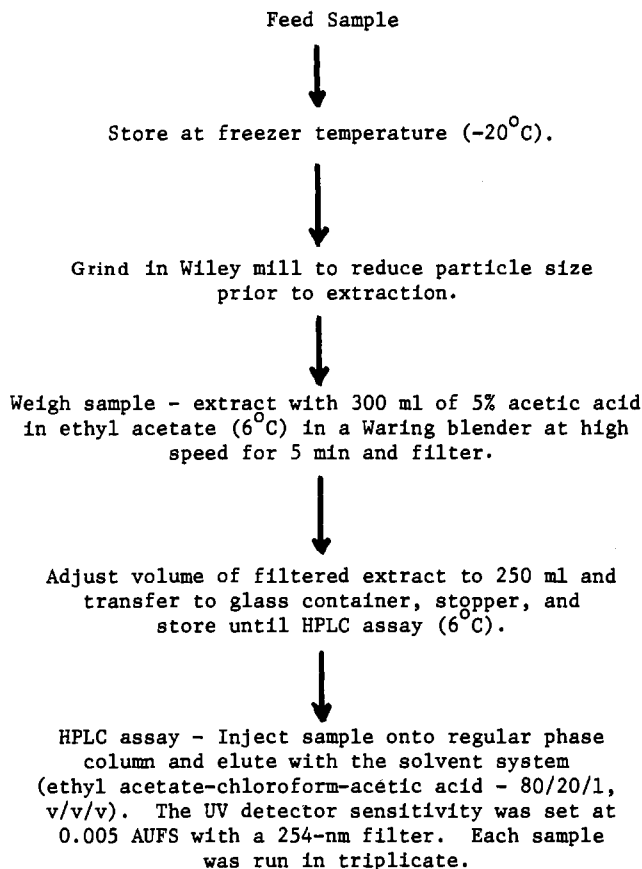 Feed Sample
Store at freezer temperature (-20°C).
Grind in Wiley mill to reduce particle size
prior to extraction.
Weigh sample - extract with 300 ml of 5% acetic acid
in ethyl acetate (6°C) in a Waring blender at high
speed for 5 min and filter.
Adjust volume of filtered extract to 250 ml and
transfer to glass container, stopper, and
store until HPLC assay (6°C).
HPLC assay - Inject sample onto regular phase
column and elute with the solvent system
(ethyl acetate-chloroform-acetic acid - 80/20/1,
v/v/v). The UV detector sensitivity was set at
0.005 AUFS with a 254-nm filter. Each sample
was run in triplicate.